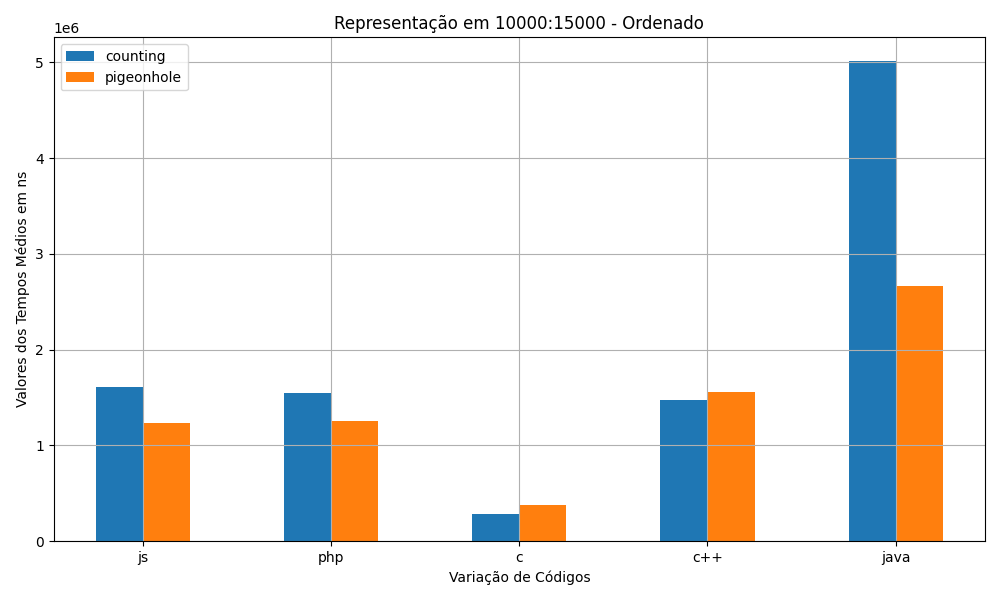 Representação em 10000:15000 - Ordenado
1e6
counting
pigeonhole
5
4
3
2
1
0
Valores dos Tempos Médios em ns
js
php
c
c++
java
Variação de Códigos